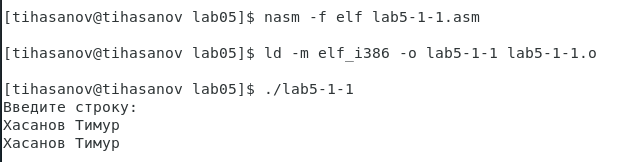 [tihasanov@tihasanov lab05]$ nasm -f elf lab5-1-1.asm
[tihasanov@tihasanov lab05]$ ld -m elf_i386 -o lab5-1-1 lab5-1-1.o
[tihasanov@tihasanov lab05]$ ./lab5-1-1
Введите строку:
Хасанов Тимур
Хасанов Тимур